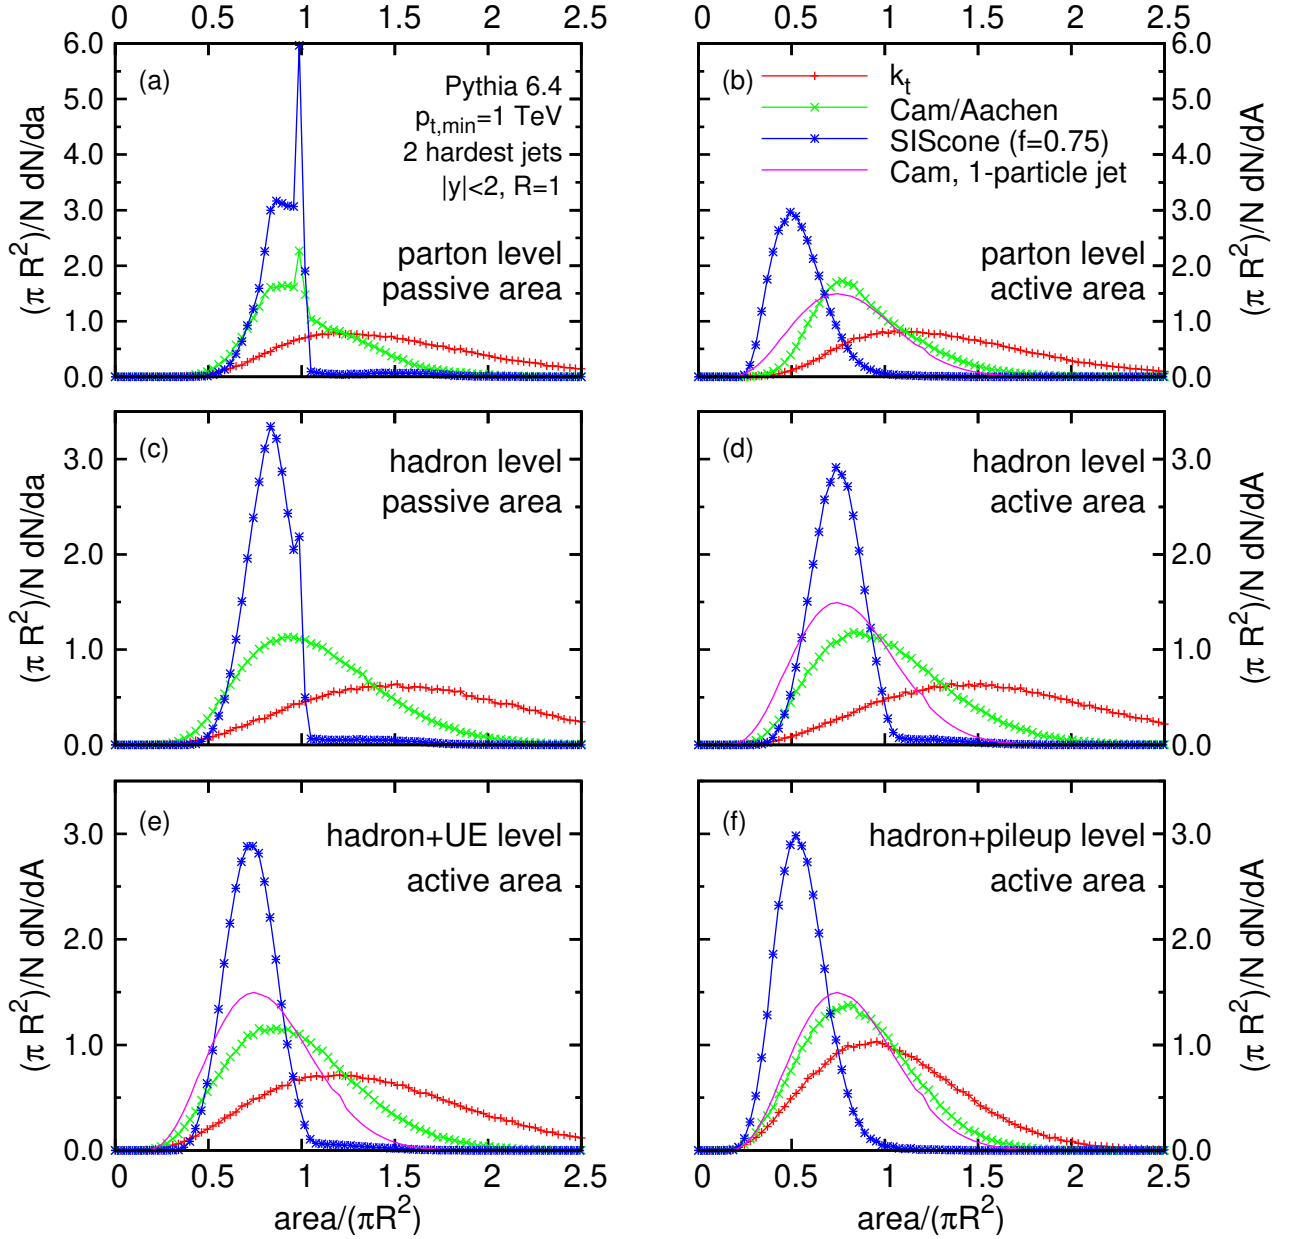 0 0.5 1 1.5 2 2.5
0 0.5 1 1.5 2 2.5
(π R²)/N dN/da
6.0
5.0
4.0
3.0
2.0
1.0
0.0
(a)
Pythia 6.4
p_{t,min}=1 TeV
2 hardest jets
|y|<2, R=1
parton level
passive area
(b)
k_t
Cam/Aachen
SIScone (f=0.75)
Cam, 1-particle jet
parton level
active area
6.0
5.0
4.0
3.0
2.0
1.0
0.0
(π R²)/N dN/dA
(π R²)/N dN/da
3.0
2.0
1.0
0.0
(c)
hadron level
passive area
(d)
hadron level
active area
3.0
2.0
1.0
0.0
(π R²)/N dN/dA
(π R²)/N dN/dA
3.0
2.0
1.0
0.0
(e)
hadron+UE level
active area
(f)
hadron+pileup level
active area
3.0
2.0
1.0
0.0
(π R²)/N dN/dA
0 0.5 1 1.5 2 2.5
0 0.5 1 1.5 2 2.5
area/(πR²)
area/(πR²)